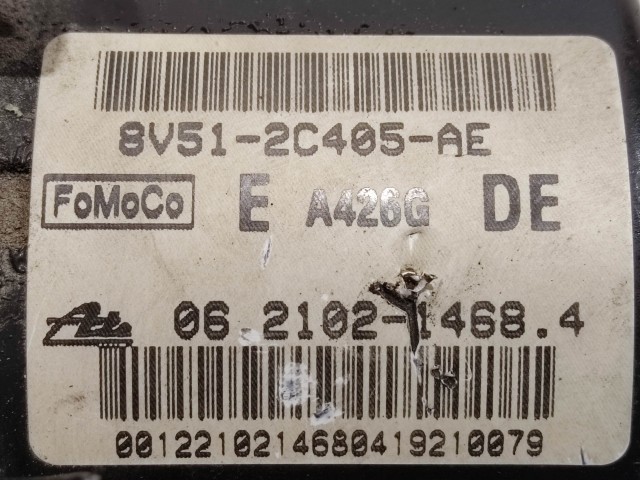 8V51-2C405-AE
FoMoCo E A426G DE
Ate 06.2102-1468.4
0012210214680419210079